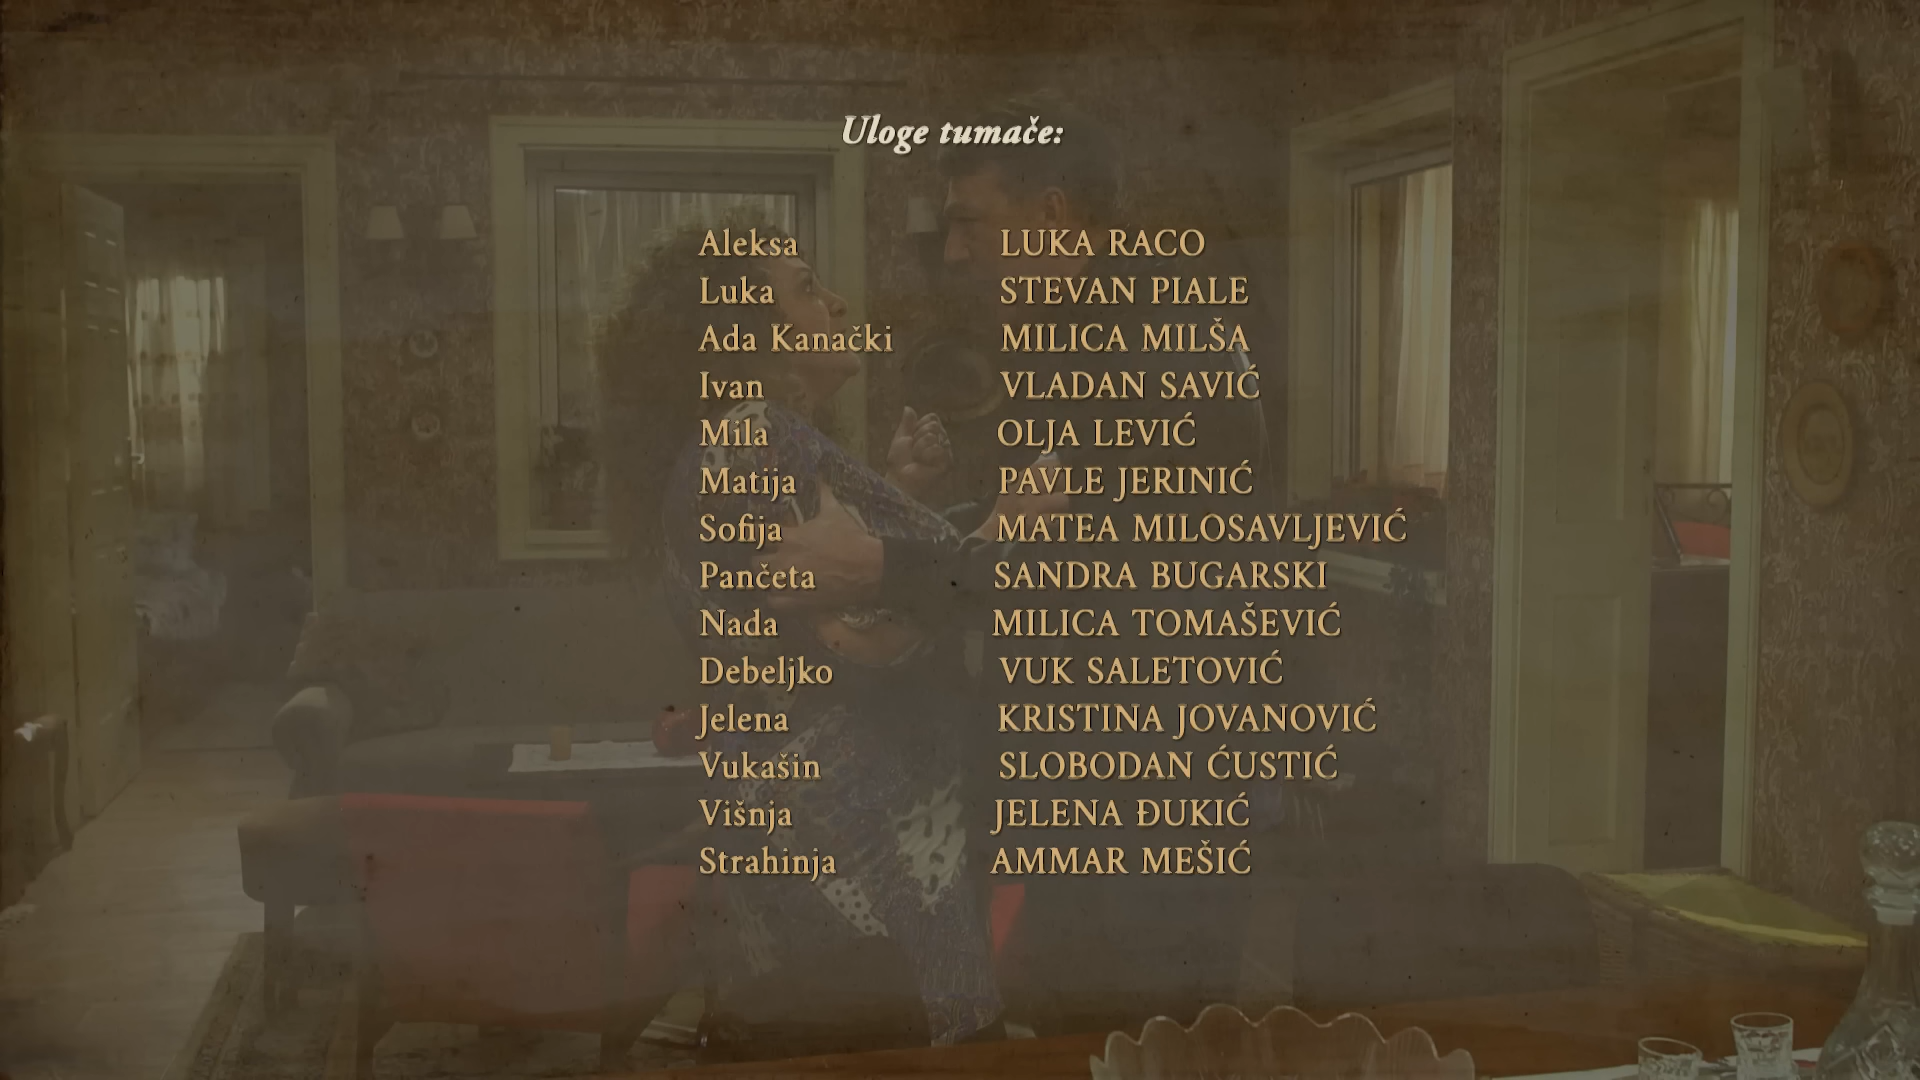 Uloge tumače:
Aleksa LUKA RACO
Luka STEVAN PIALE
Ada Kanački MILICA MILŠA
Ivan VLADAN SAVIĆ
Mila OLJA LEVIĆ
Matija PAVLE JERINIĆ
Sofija MATEA MILOSAVLJEVIĆ
Pančeta SANDRA BUGARSKI
Nada MILICA TOMAŠEVIĆ
Debeljko VUK SALETOVIĆ
Jelena KRISTINA JOVANOVIĆ
Vukašin SLOBODAN ĆUSTIĆ
Višnja JELENA ĐUKIĆ
Strahinja AMMAR MEŠIĆ